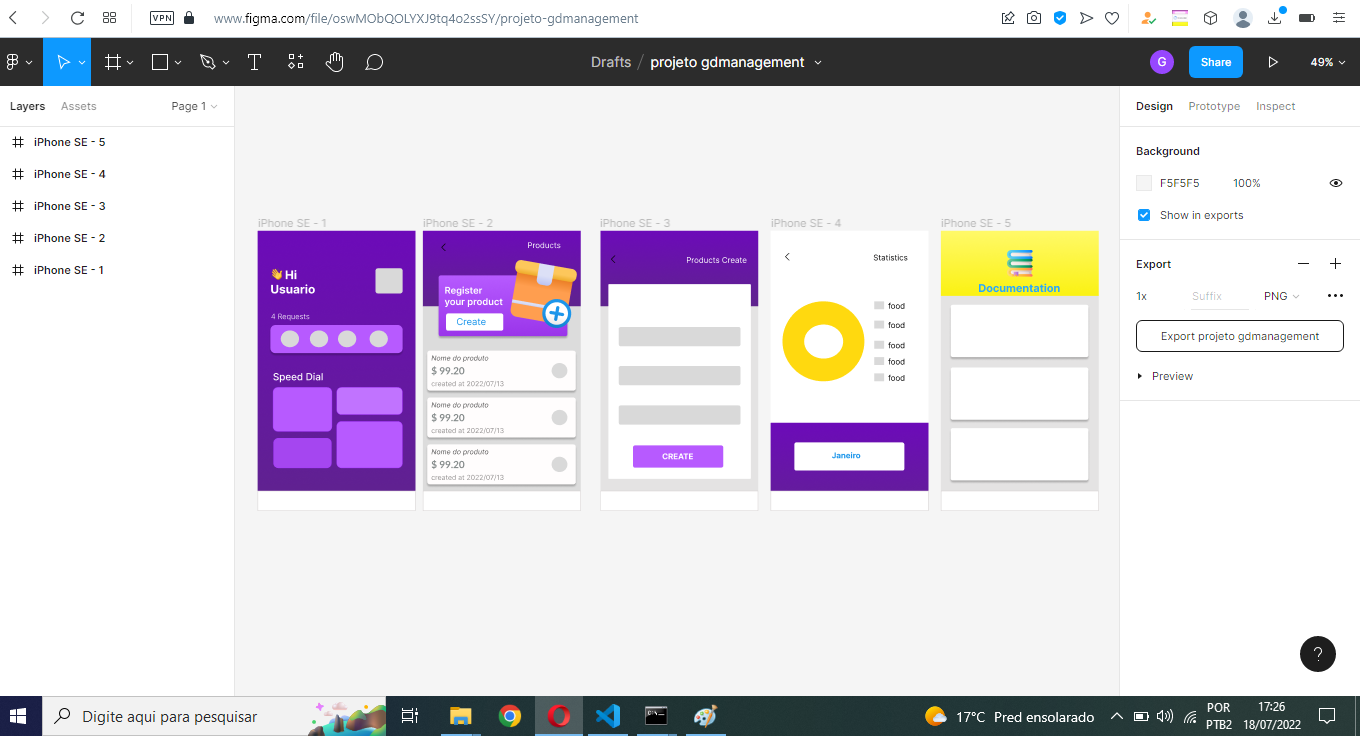 VPN
www.figma.com/file/oswMObQOLYXJ9tq4o2ssSY/projeto-gdmanagement
Drafts / projeto gdmanagement
G
Share
49%
Layers
Assets
Page 1
Design
Prototype
Inspect
iPhone SE - 5
iPhone SE - 4
iPhone SE - 3
iPhone SE - 2
iPhone SE - 1
Background
F5F5F5
100%
Show in exports
Export
1x
Suffix
PNG
Export projeto gdmanagement
Preview
iPhone SE - 1
👋 Hi
Usuario
4 Requests
Speed Dial
iPhone SE - 2
Products
Register
your product
Create
Nome do produto
$ 99.20
created at 2022/07/13
Nome do produto
$ 99.20
created at 2022/07/13
Nome do produto
$ 99.20
created at 2022/07/13
iPhone SE - 3
Products Create
CREATE
iPhone SE - 4
Statistics
food
food
food
food
food
Janeiro
iPhone SE - 5
Documentation
?
Digite aqui para pesquisar
17°C Pred ensolarado
POR
PTB2
17:26
18/07/2022